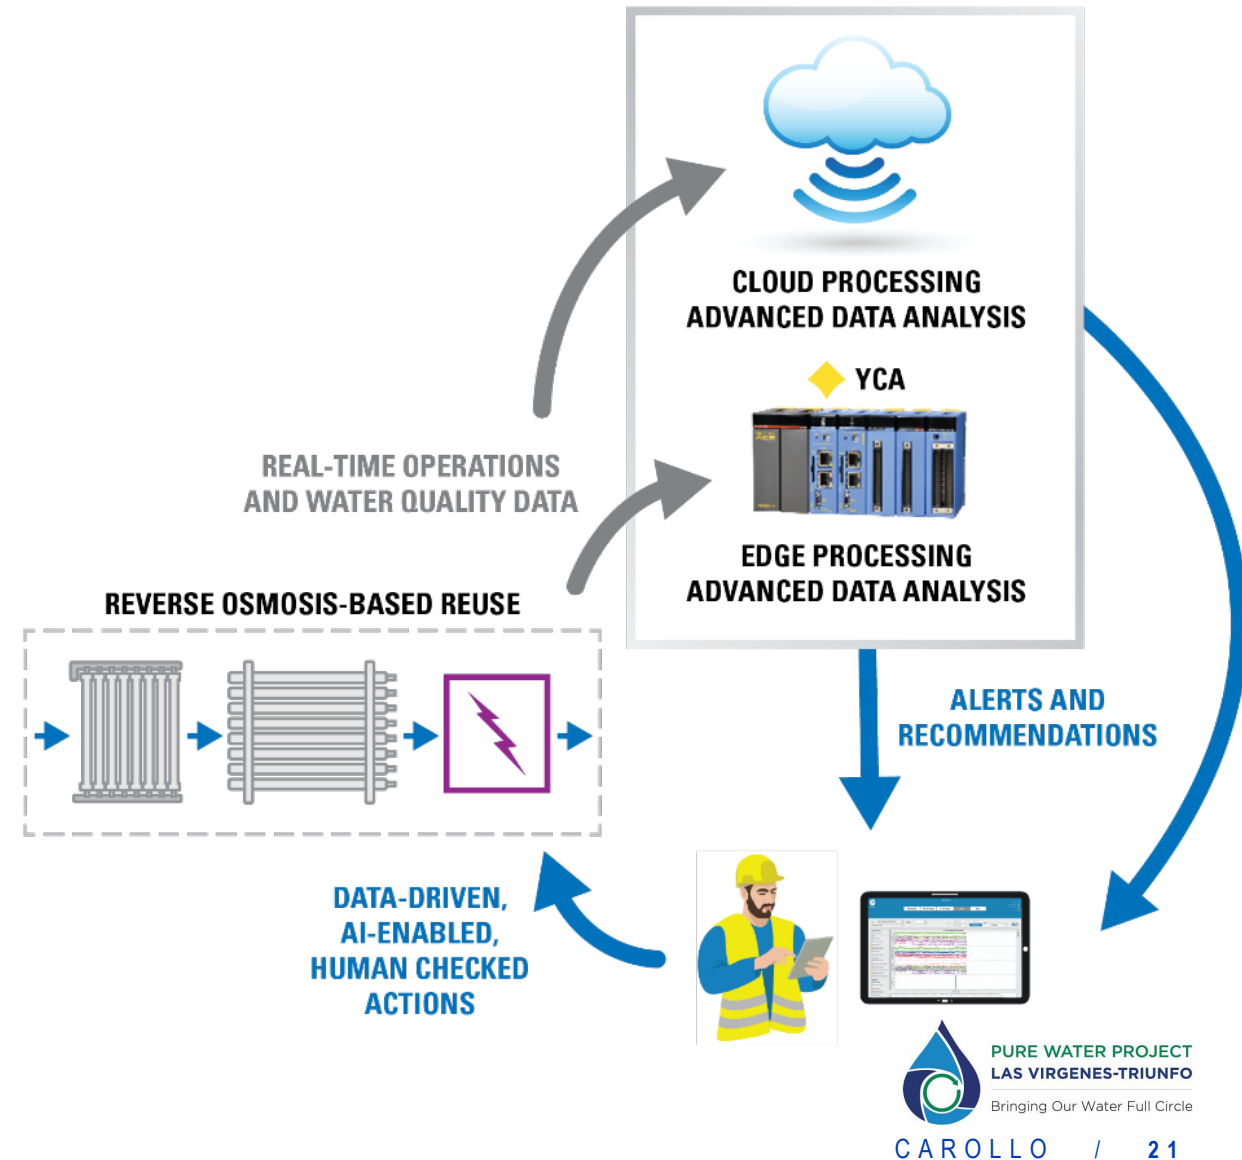 CLOUD PROCESSING
ADVANCED DATA ANALYSIS
YCA
REAL-TIME OPERATIONS
AND WATER QUALITY DATA
EDGE PROCESSING
ADVANCED DATA ANALYSIS
REVERSE OSMOSIS-BASED REUSE
ALERTS AND
RECOMMENDATIONS
DATA-DRIVEN,
AI-ENABLED,
HUMAN CHECKED
ACTIONS
PURE WATER PROJECT
LAS VIRGENES-TRIUNFO
Bringing Our Water Full Circle
CAROLLO / 21